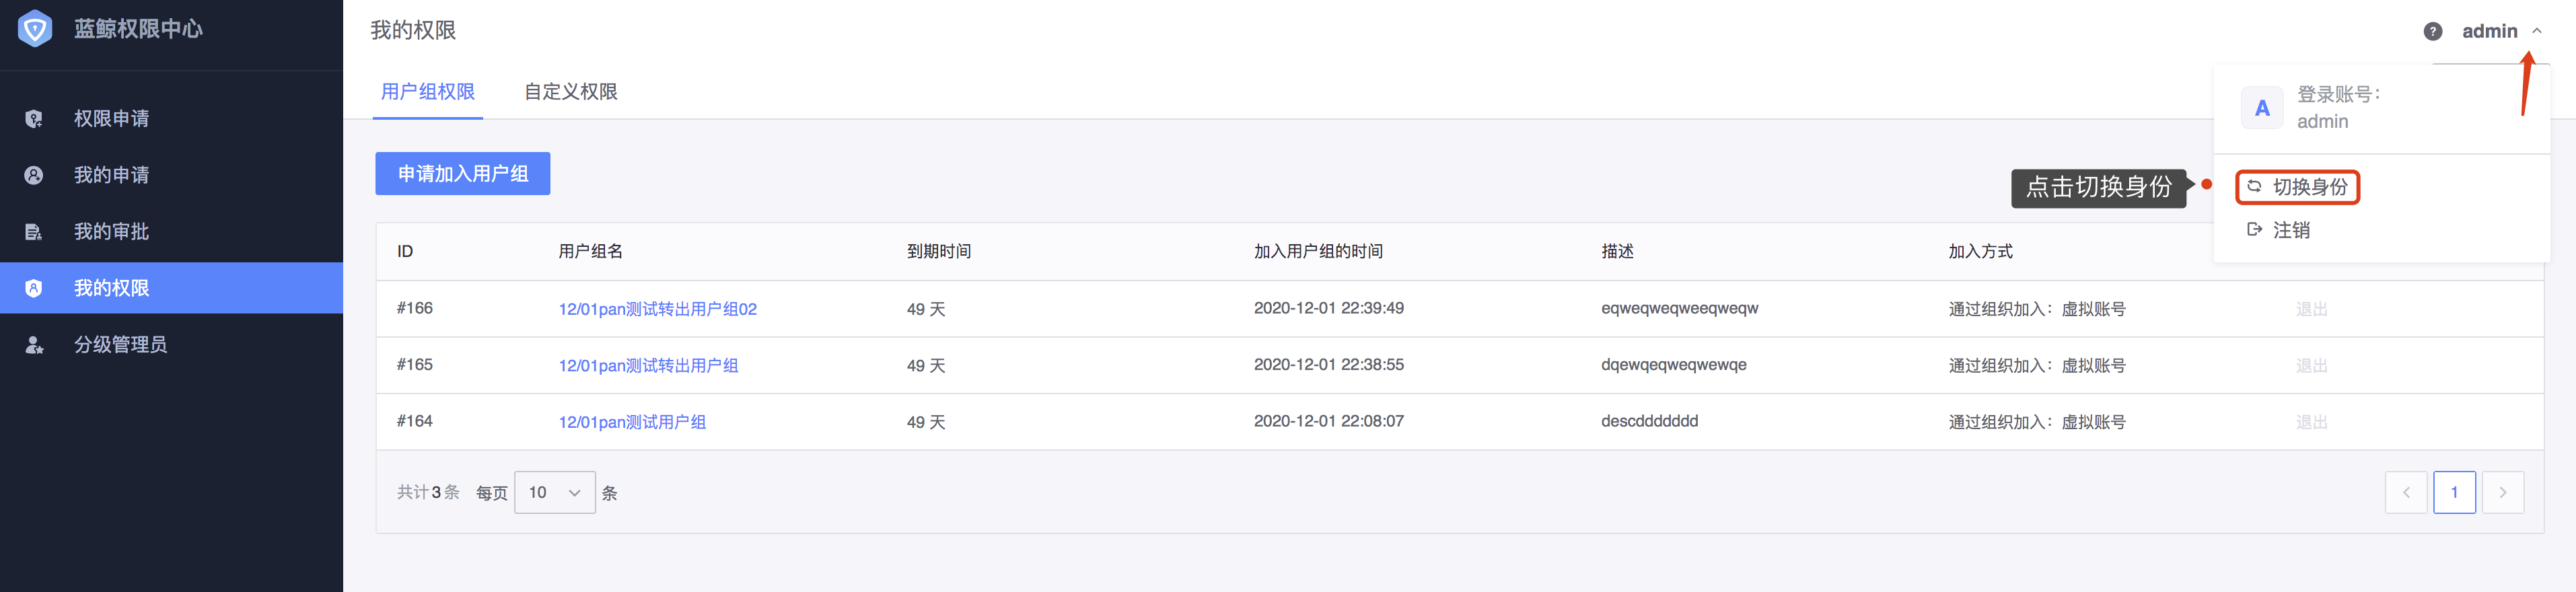 蓝鲸权限中心
我的权限
? admin
权限申请
我的申请
我的审批
我的权限
分级管理员
用户组权限 自定义权限
A 登录账号:
admin
点击切换身份
切换身份
注销
申请加入用户组
ID 用户组名 到期时间 加入用户组的时间 描述 加入方式
#166 12/01pan测试转出用户组02 49 天 2020-12-01 22:39:49 eqweqweqweeqweqw 通过组织加入：虚拟账号 退出
#165 12/01pan测试转出用户组 49 天 2020-12-01 22:38:55 dqewqeqweqwewqe 通过组织加入：虚拟账号 退出
#164 12/01pan测试用户组 49 天 2020-12-01 22:08:07 descddddddd 通过组织加入：虚拟账号 退出
共计3条 每页 10 条 1